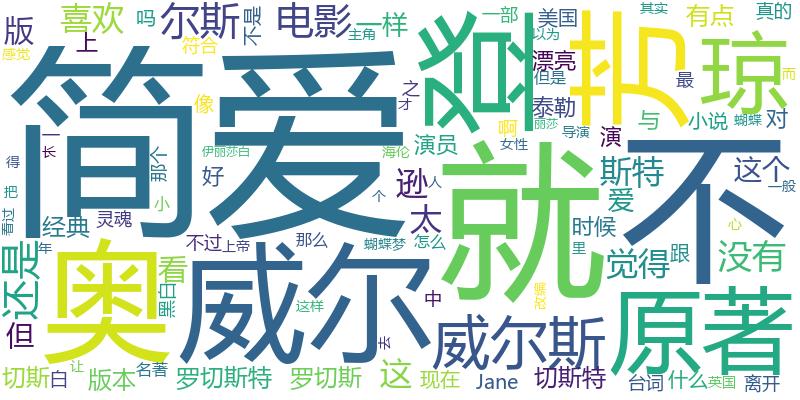 版 喜欢 吗 尔斯 不是 电影 一样 一部 美国 其实 有点 真的
感觉 上 符合 主角 之 登 漂亮 以为 芳 琼 而
简爱 像 才 但是 最
一 长 那个 伊丽莎白 海伦 演员 啊 女性 泰勒 丽莎 导演 演 与 小说 蝴蝶 对
得 好 个 人 逊 就 斯特 不 这个 一般
把 小 太 爱
看过 经典 灵魂 时候 心
年 还是 不过 上帝 那么 蝴蝶梦 怎么 里 觉得 跟 没有
但 奥 看 黑白 威尔 这样 中 去 原著
威尔斯
切斯 白 版本 让 名著 罗切斯特 罗切斯 这 现在 Jane 切斯特 台词 什么 英国 离开